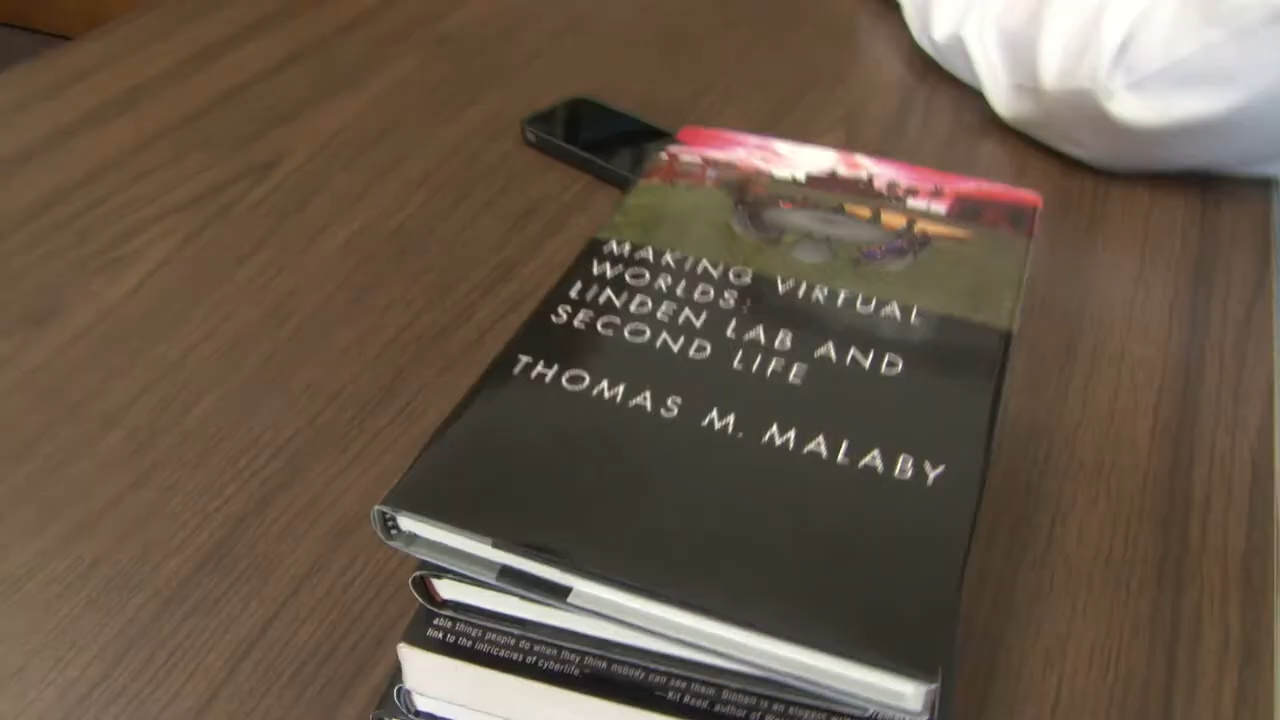 MAKING VIRTUAL
WORLDS:
LINDEN LAB AND
SECOND LIFE
THOMAS M. MALABY
able things people do when they think nobody can see them. Dibbell is an elegant
link to the intricacies of cyberlife."
—Kit Reed, author of